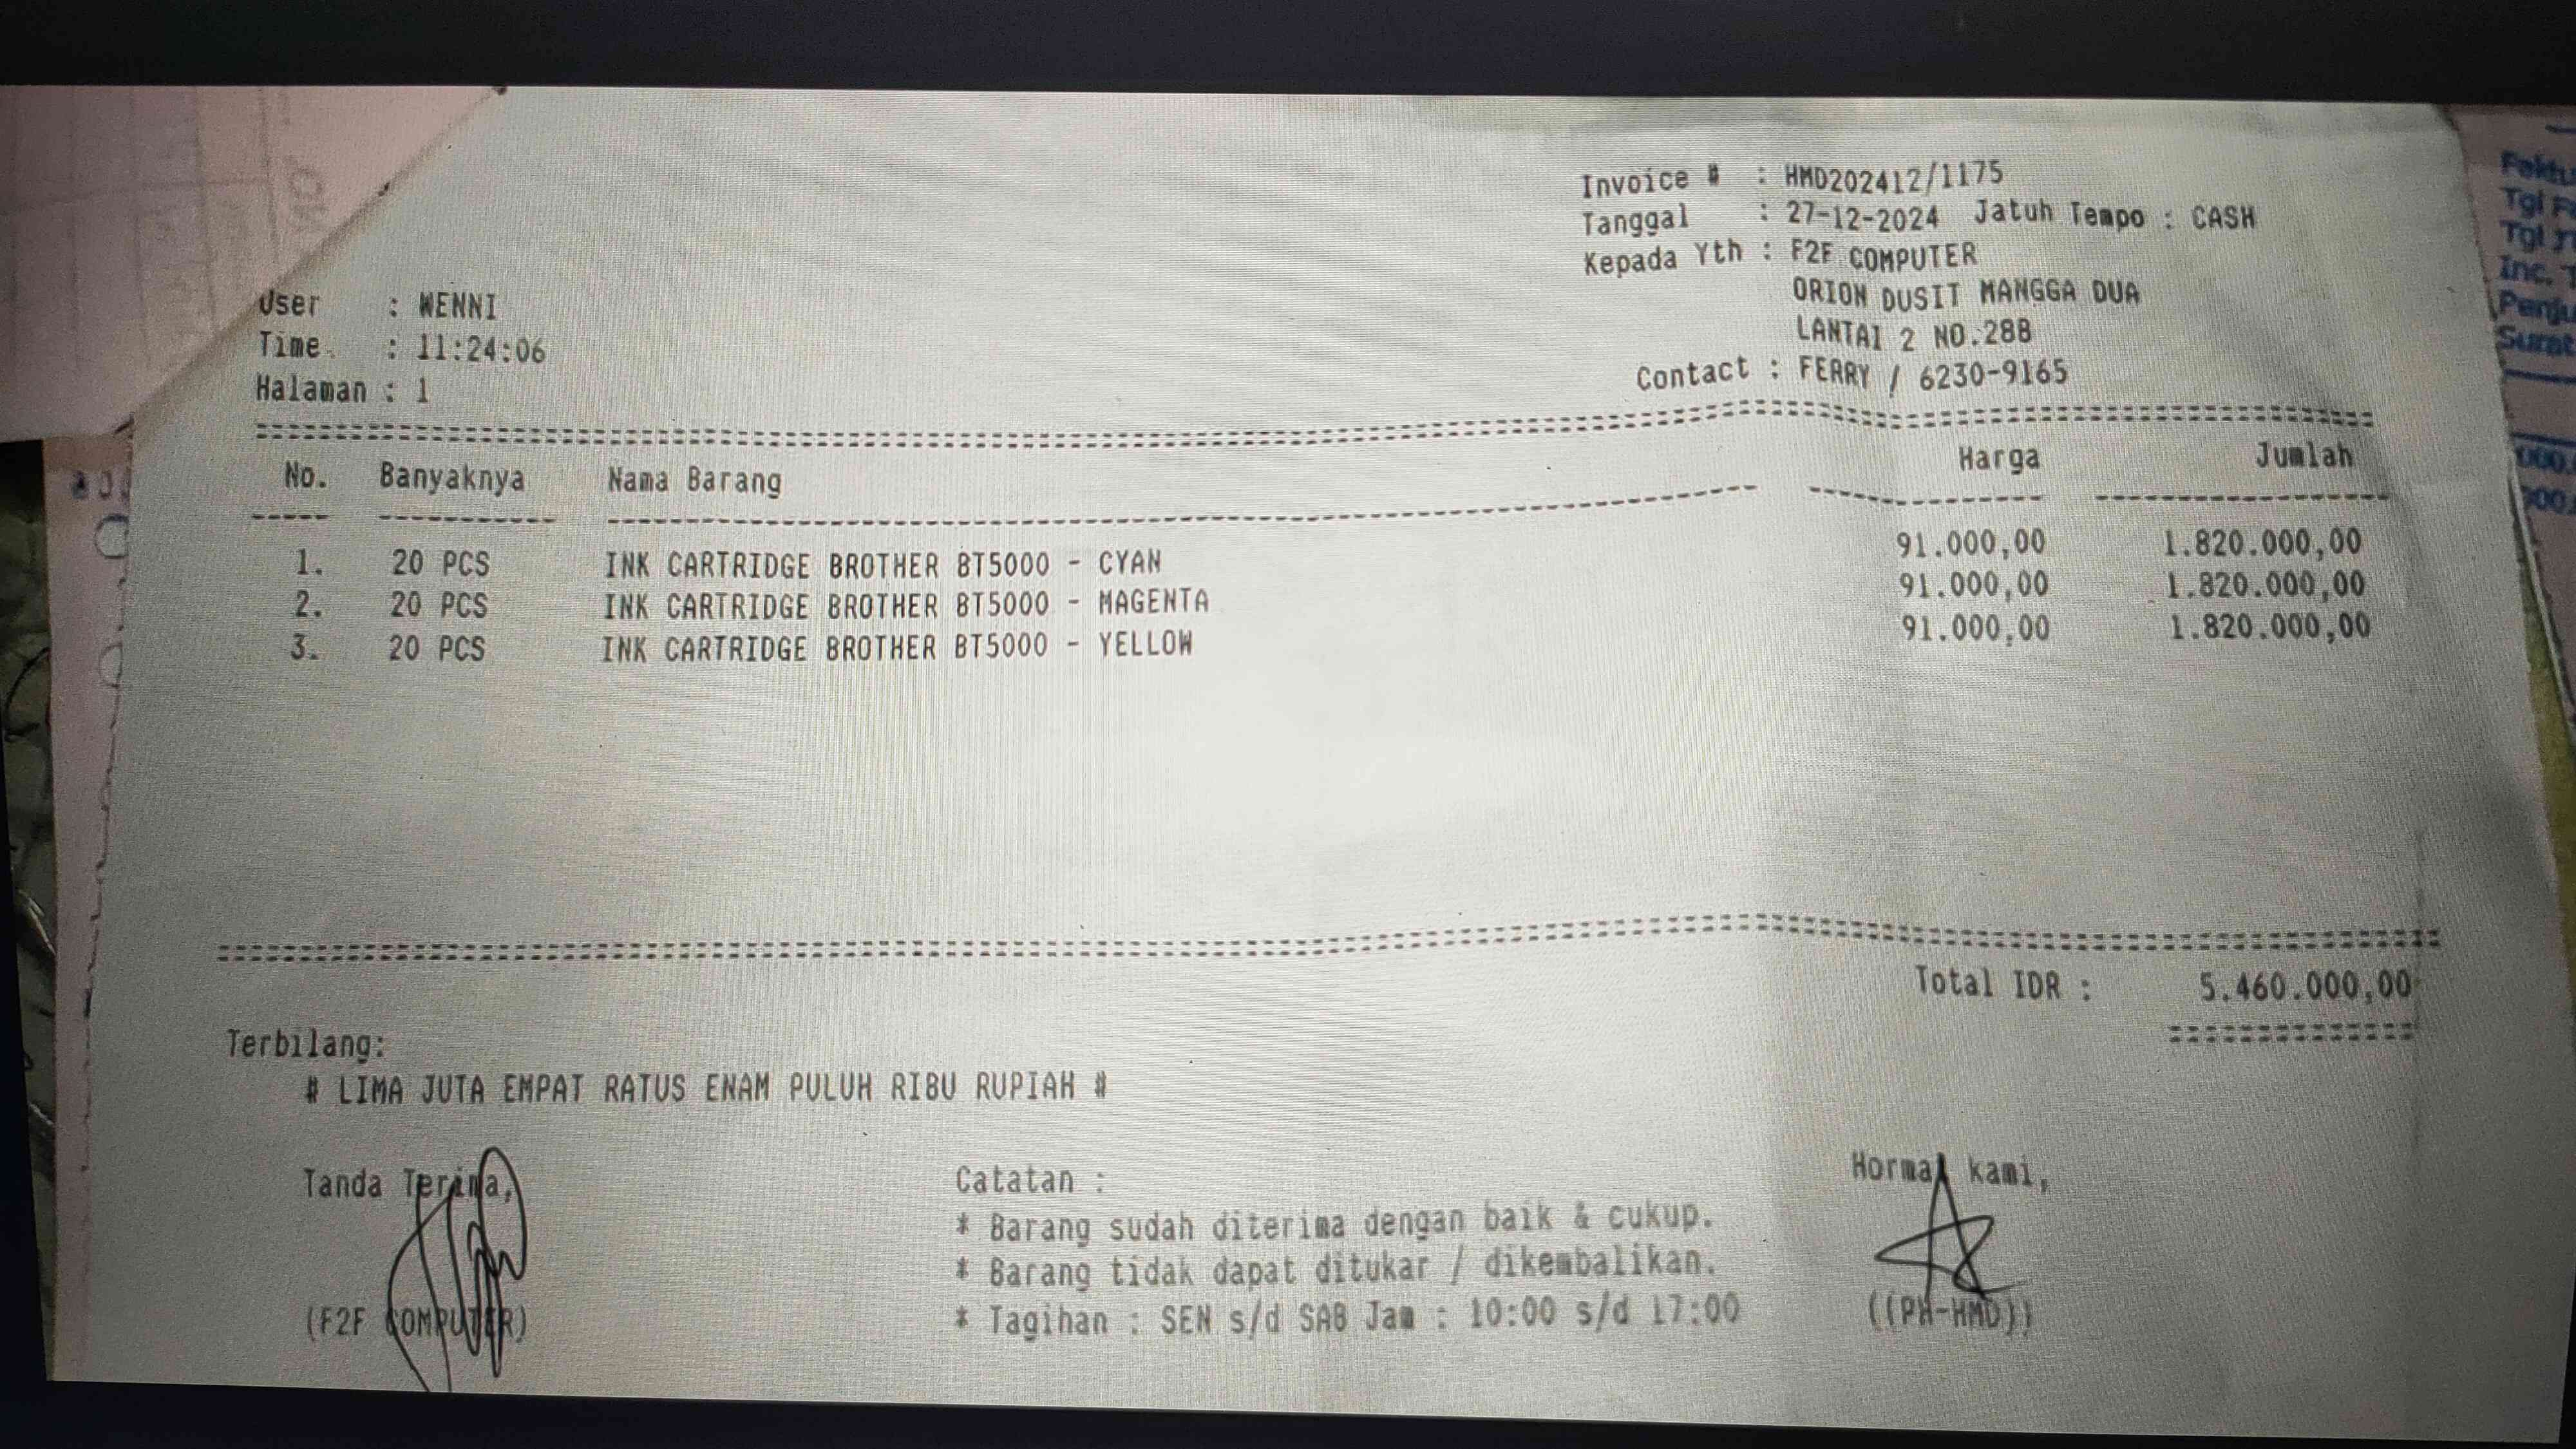 Invoice # : HMD202412/1175
Tanggal : 27-12-2024 Jatuh Tempo : CASH
Kepada Yth : F2F COMPUTER
ORION DUSIT MANGGA DUA
LANTAI 2 NO.28B
Contact : FERRY / 6230-9165
User : WENNI
Time : 11:24:06
Halaman : 1
No. Banyaknya Nama Barang Harga Jumlah
1. 20 PCS INK CARTRIDGE BROTHER BT5000 - CYAN 91.000,00 1.820.000,00
2. 20 PCS INK CARTRIDGE BROTHER BT5000 - MAGENTA 91.000,00 1.820.000,00
3. 20 PCS INK CARTRIDGE BROTHER BT5000 - YELLOW 91.000,00 1.820.000,00
Total IDR : 5.460.000,00
Terbilang:
# LIMA JUTA EMPAT RATUS ENAM PULUH RIBU RUPIAH #
Tanda Terima,
(F2F COMPUTER)
Catatan :
* Barang sudah diterima dengan baik & cukup.
* Barang tidak dapat ditukar / dikembalikan.
* Tagihan : SEN s/d SAB Jam : 10:00 s/d 17:00
Hormat kami,
((PH-HMD))
Tgl
Inc.